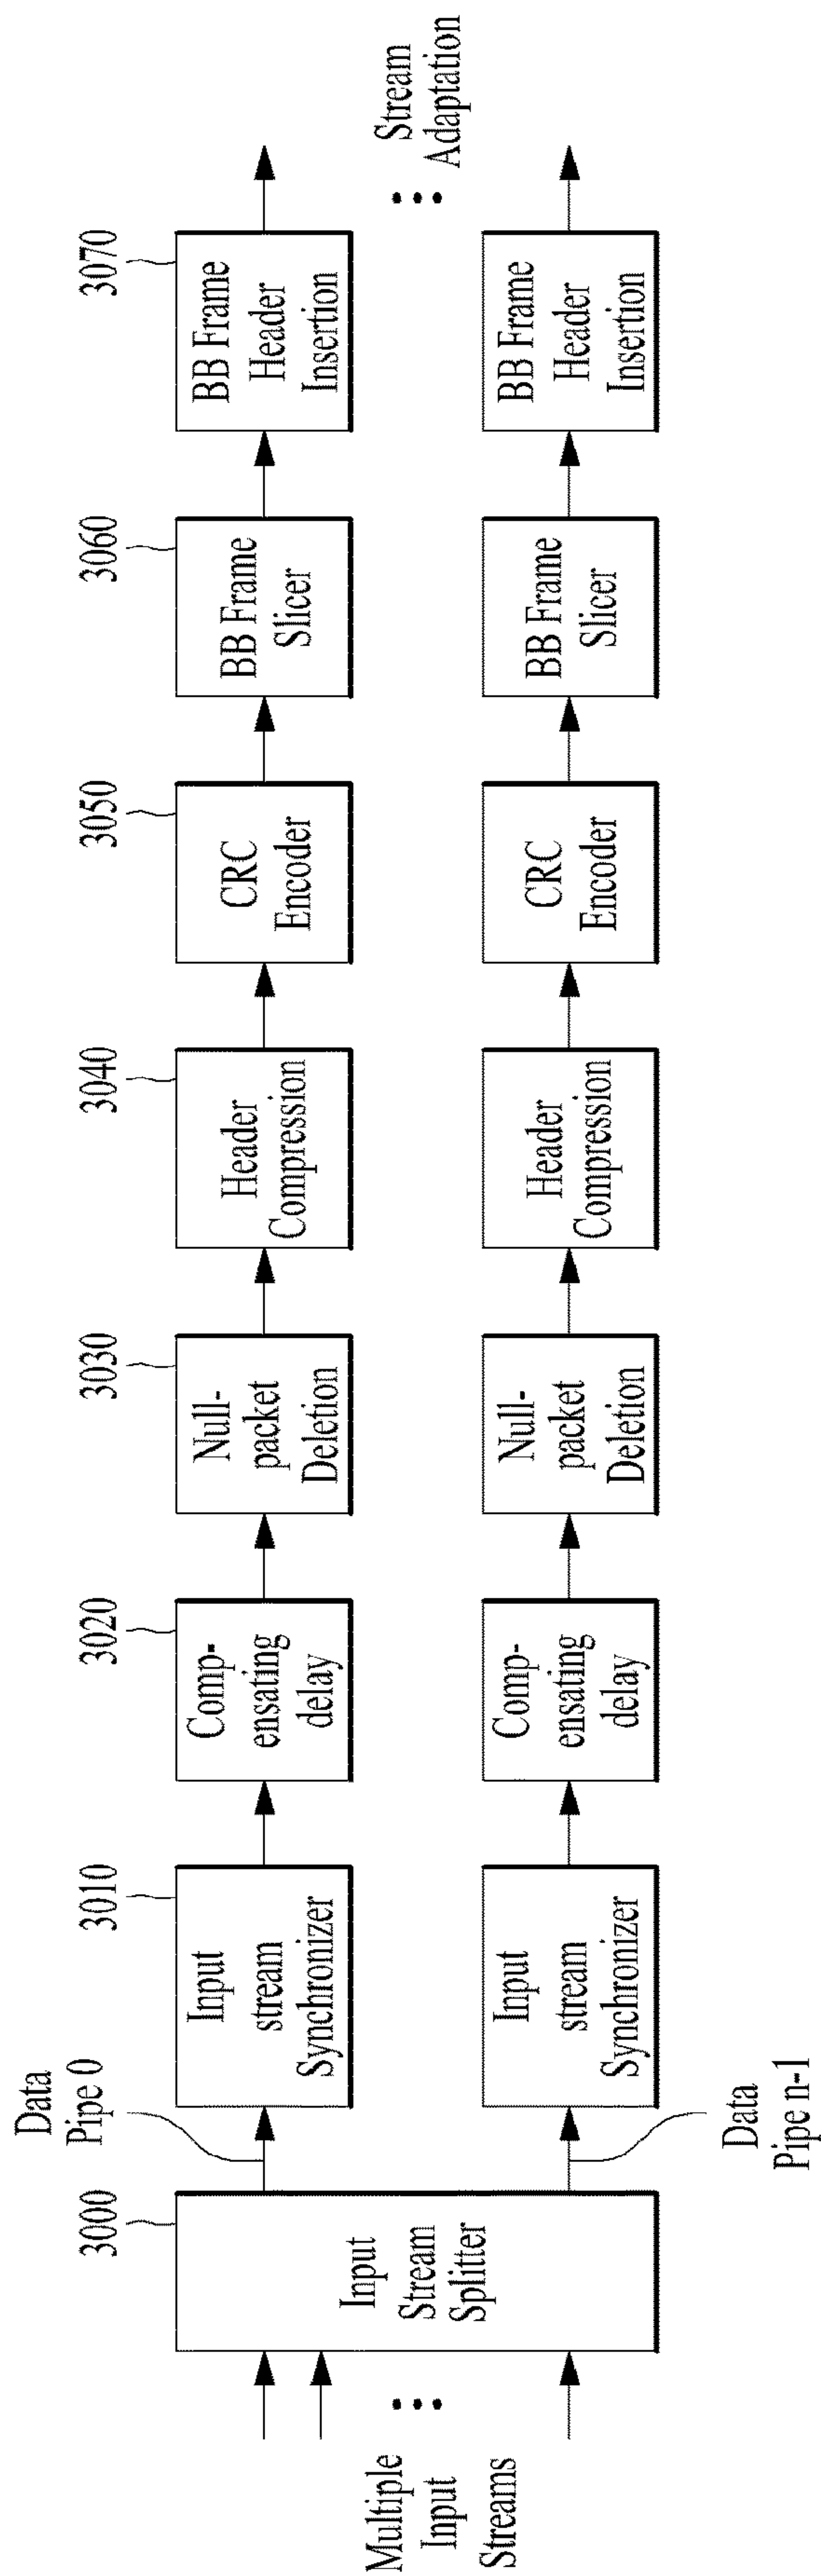 Multiple
Input
Streams
3000
Input
Stream
Splitter
Data
Pipe 0
3010
Input
stream
Synchronizer
3020
Comp-
ensating
delay
3030
Null-
packet
Deletion
3040
Header
Compression
3050
CRC
Encoder
3060
BB Frame
Slicer
3070
BB Frame
Header
Insertion
Data
Pipe n-1
Input
stream
Synchronizer
Comp-
ensating
delay
Null-
packet
Deletion
Header
Compression
CRC
Encoder
BB Frame
Slicer
BB Frame
Header
Insertion
Stream
Adaptation